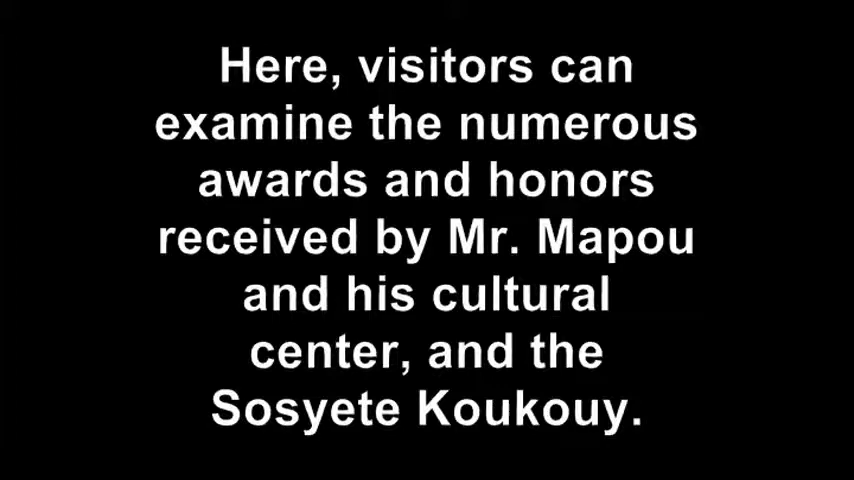 Here, visitors can
examine the numerous
awards and honors
received by Mr. Mapou
and his cultural
center, and the
Sosyete Koukouy.